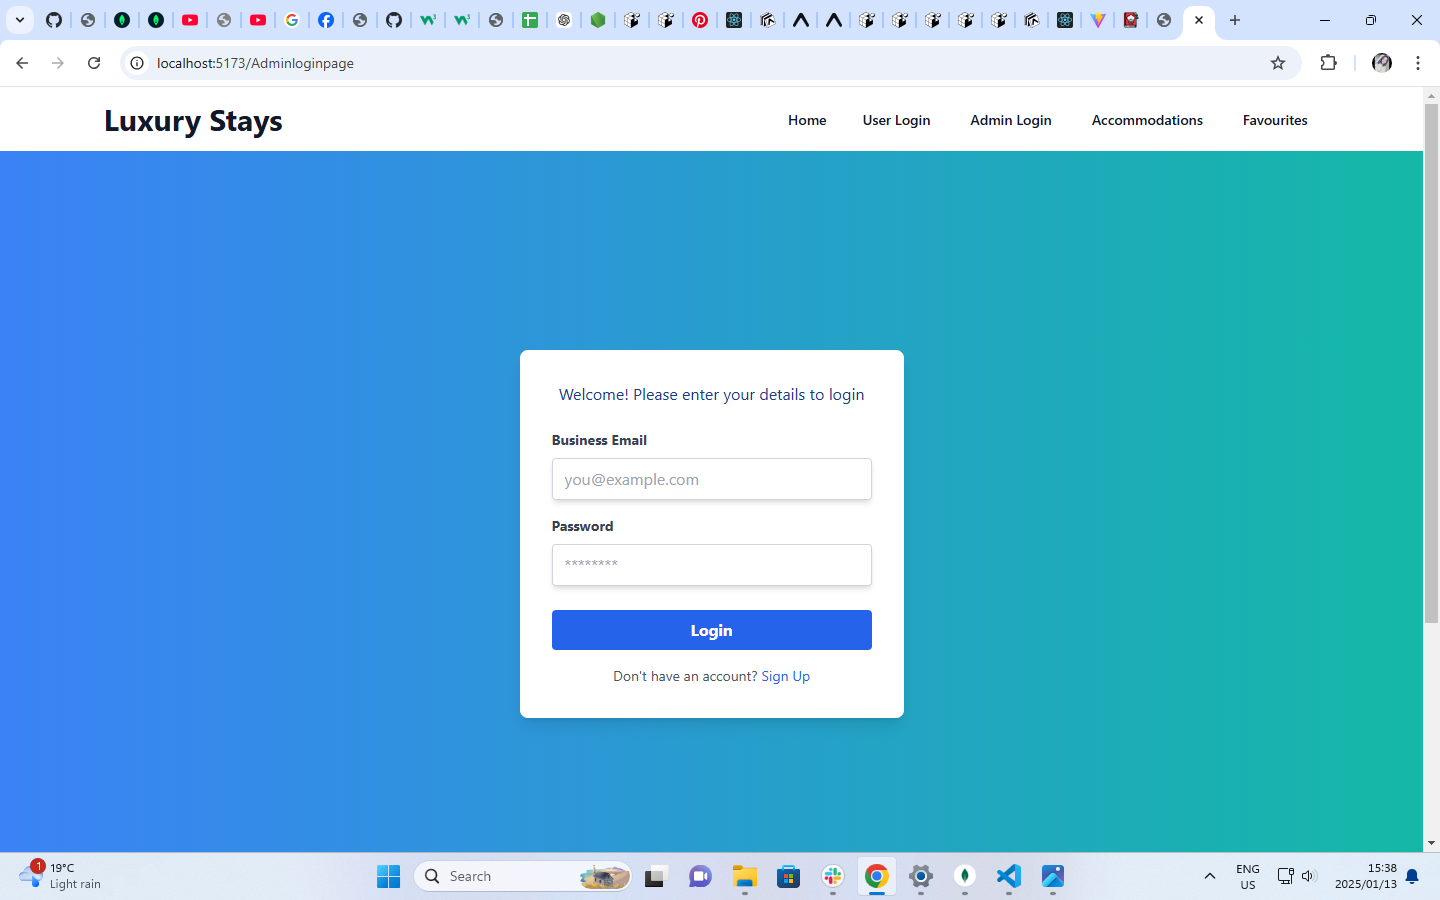 localhost:5173/Adminloginpage
Luxury Stays
Home
User Login
Admin Login
Accommodations
Favourites
Welcome! Please enter your details to login
Business Email
you@example.com
Password
********
Login
Don't have an account? Sign Up
1
19°C
Light rain
Search
ENG
US
15:38
2025/01/13